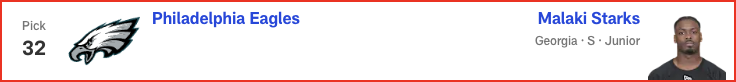 Pick
32
Philadelphia Eagles
Malaki Starks
Georgia · S · Junior